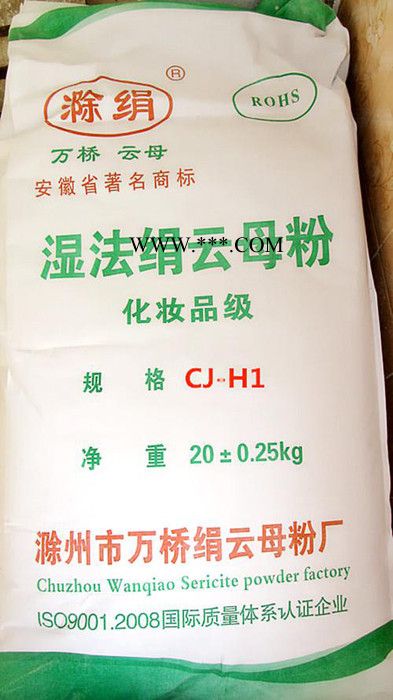 滁绢
®
ROHS
万桥 云母
安徽省著名商标
湿法绢云母粉
WWW.***.COM
化妆品级
规 格 CJ-H1
净 重 20±0.25kg
滁州市万桥绢云母粉厂
Chuzhou Wanqiao Sericite powder factory
ISO9001.2008国际质量体系认证企业